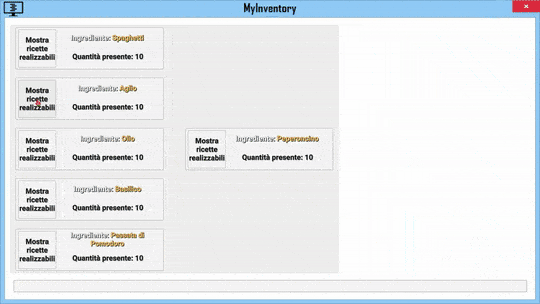 MyInventory
Mostra
ricette
realizzabili
Ingrediente: Spaghetti
Quantità presente: 10
Mostra
ricette
realizzabili
Ingrediente: Aglio
Quantità presente: 10
Mostra
ricette
realizzabili
Ingrediente: Olio
Quantità presente: 10
Mostra
ricette
realizzabili
Ingrediente: Peperoncino
Quantità presente: 10
Mostra
ricette
realizzabili
Ingrediente: Basilico
Quantità presente: 10
Mostra
ricette
realizzabili
Ingrediente: Passata di
Pomodoro
Quantità presente: 10